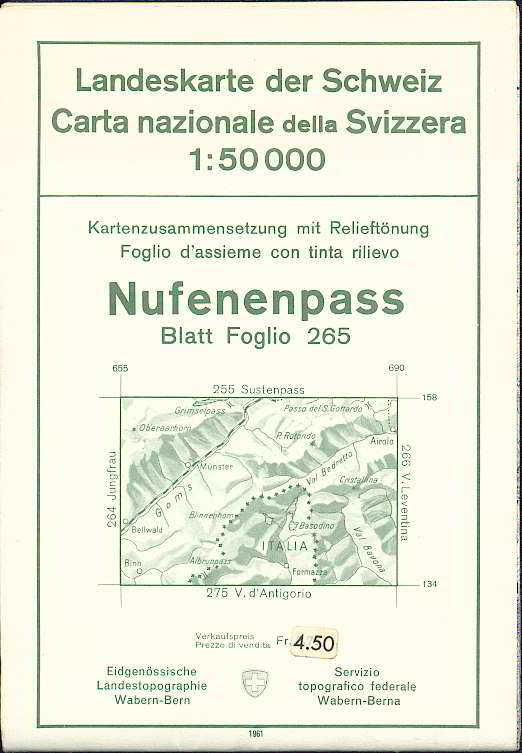 Landeskarte der Schweiz
Carta nazionale della Svizzera
1:50 000
Kartenzusammensetzung mit Relieftönung
Foglio d'assieme con tinta rilievo
Nufenenpass
Blatt Foglio 265
655
690
255 Sustenpass
158
Grimselpass
Passo del S. Gottardo
Oberaarhorn
P. Rotondo
Airolo
Münster
Val Bedretto
264 Jungfrau
266 V. Leventina
Cristallina
Goms
Blinnenhorn
Basodino
Bellwald
ITALIA
Val Bavona
Binn
Albrunpass
Formazza
134
275 V. d'Antigorio
Verkaufspreis
Prezzo di vendita
Fr. 4.50
Eidgenössische
Landestopographie
Wabern-Bern
Servizio
topografico federale
Wabern-Berna
1961